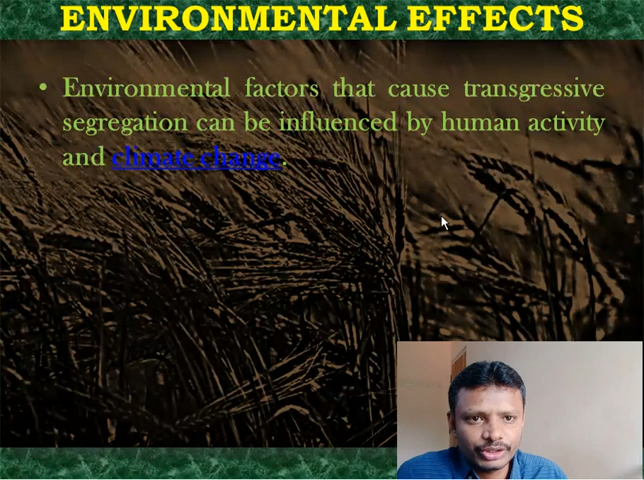 ENVIRONMENTAL EFFECTS
• Environmental factors that cause transgressive
segregation can be influenced by human activity
and climate change.